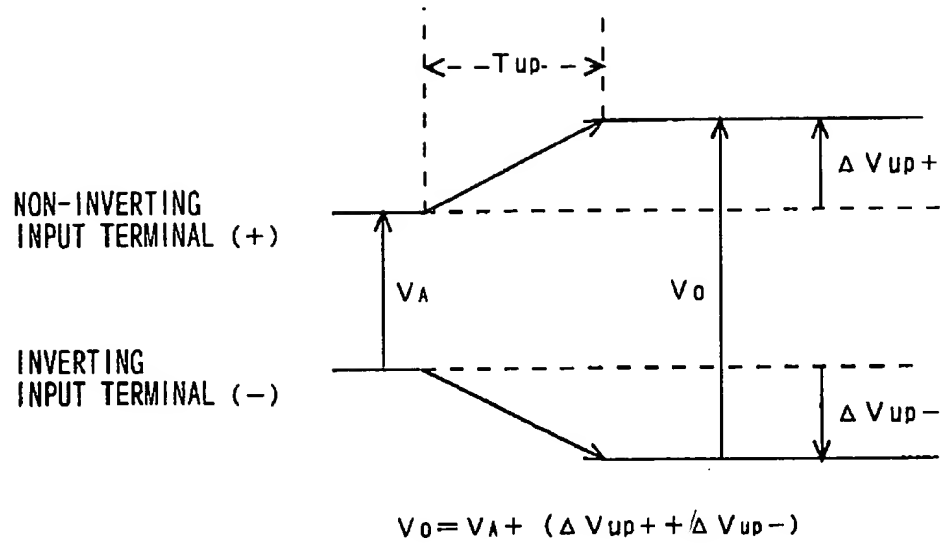 Tup
ΔVup+
NON-INVERTING
INPUT TERMINAL (+)
VA
VO
INVERTING
INPUT TERMINAL (−)
ΔVup−
VO=VA+ (ΔVup++ΔVup−)